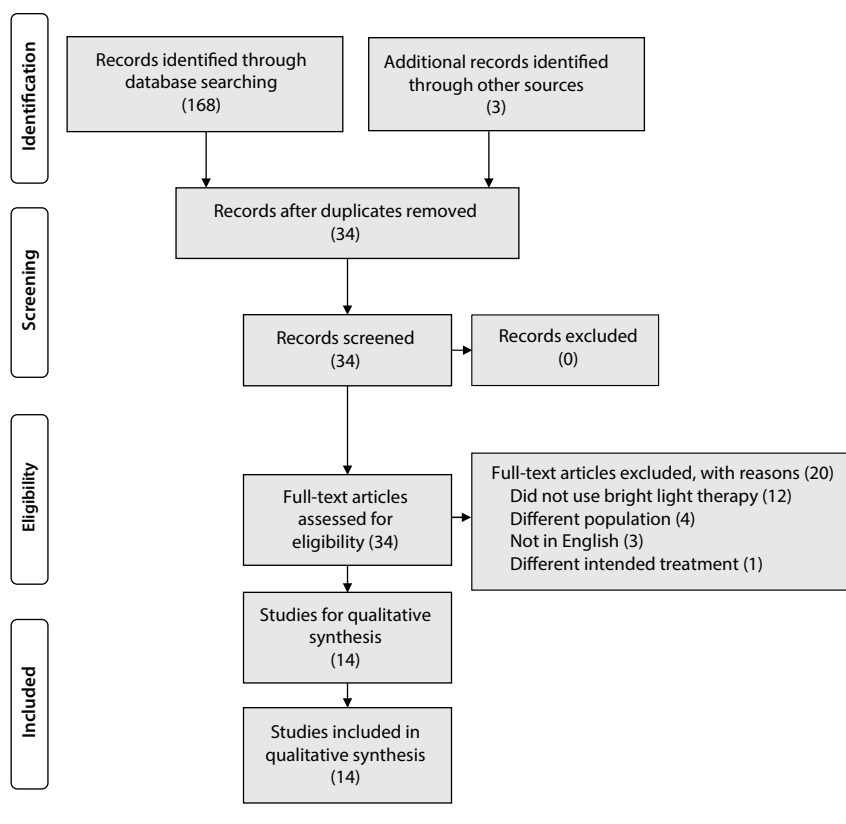 Identification
Records identified through
database searching
(168)
Additional records identified
through other sources
(3)
Screening
Records after duplicates removed
(34)
Records screened
(34)
Records excluded
(0)
Eligibility
Full-text articles
assessed for
eligibility (34)
Full-text articles excluded, with reasons (20)
Did not use bright light therapy (12)
Different population (4)
Not in English (3)
Different intended treatment (1)
Included
Studies for qualitative
synthesis
(14)
Studies included in
qualitative synthesis
(14)